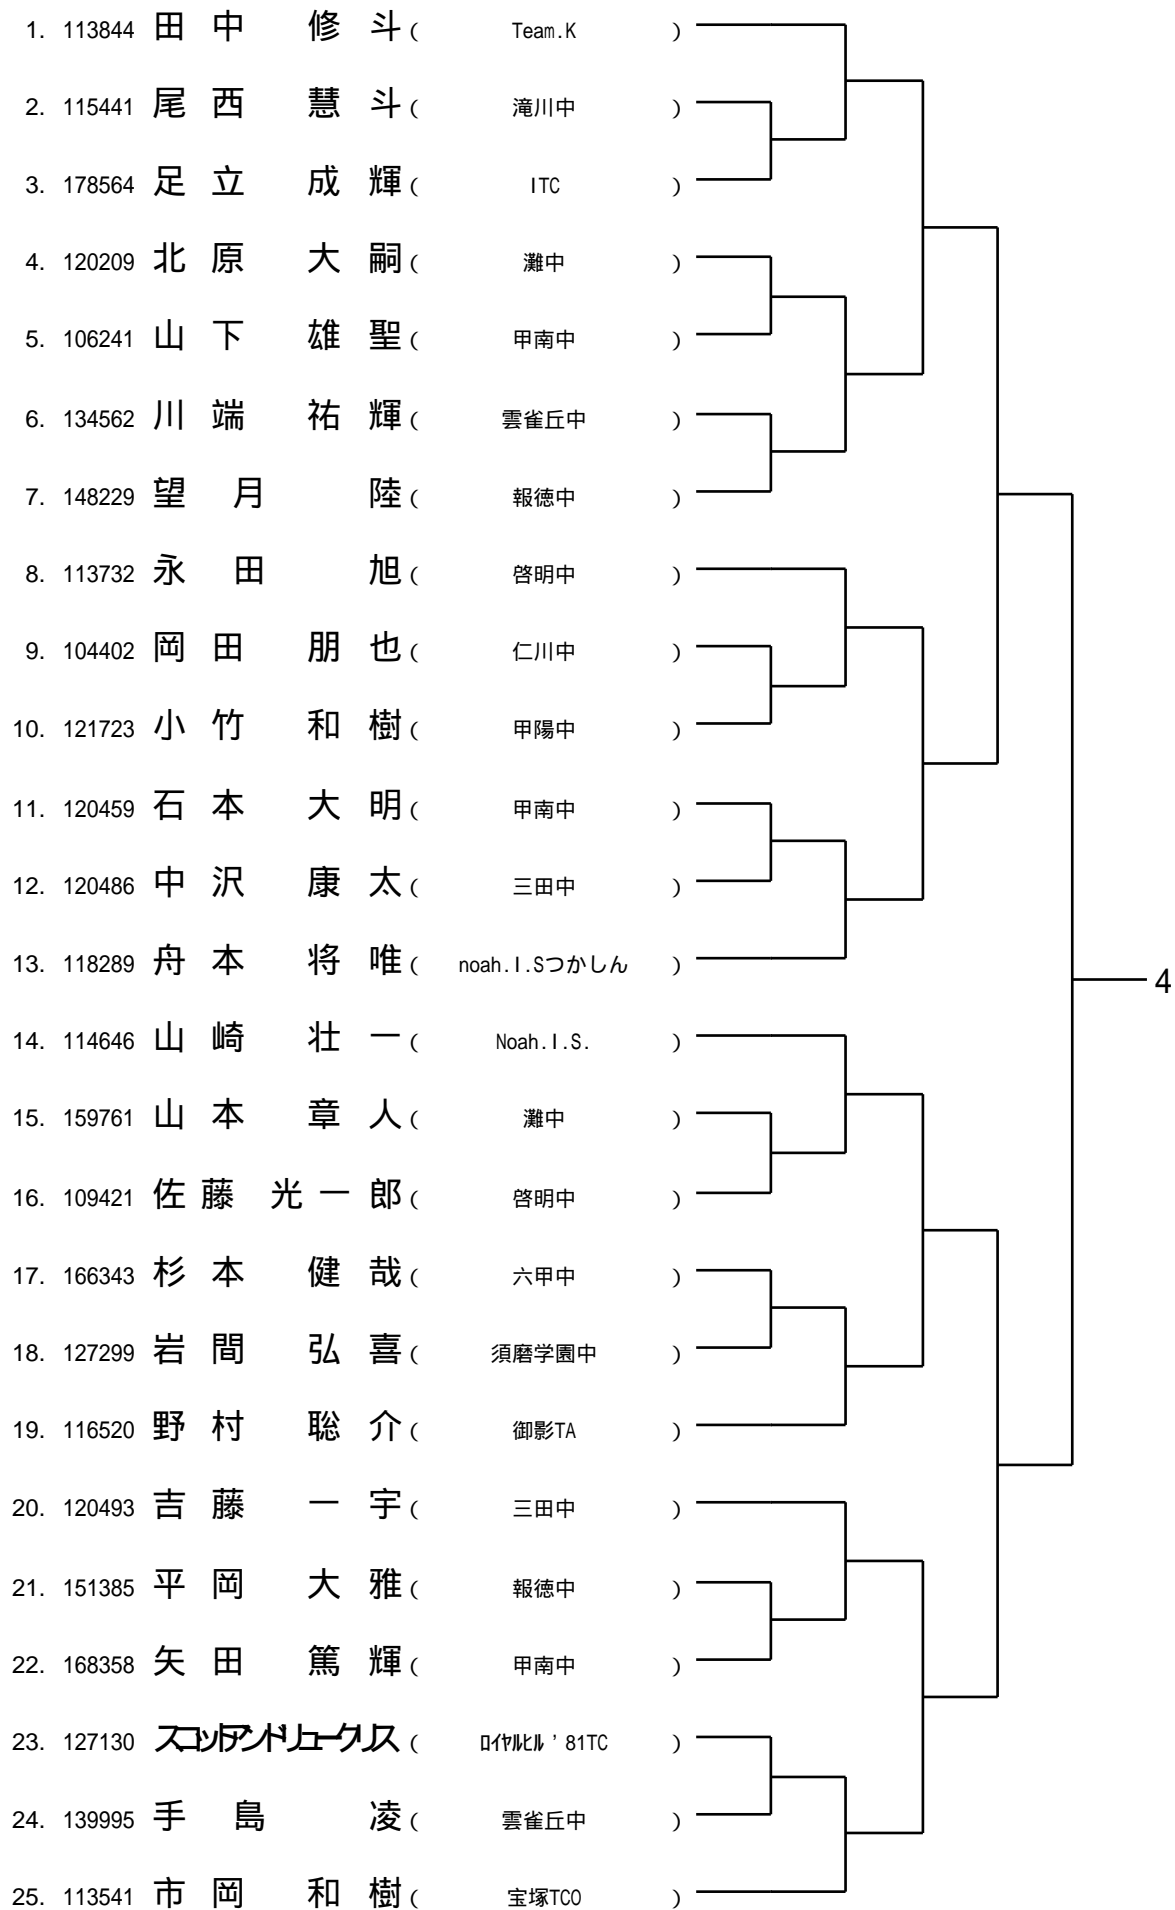 1. 113844 田中 修斗 ( Team.K )
2. 115441 尾西 慧斗 ( 滝川中 )
3. 178564 足立 成輝 ( ITC )
4. 120209 北原 大嗣 ( 灘中 )
5. 106241 山下 雄聖 ( 甲南中 )
6. 134562 川端 祐輝 ( 雲雀丘中 )
7. 148229 望月 陸 ( 報徳中 )
8. 113732 永田 旭 ( 啓明中 )
9. 104402 岡田 朋也 ( 仁川中 )
10. 121723 小竹 和樹 ( 甲陽中 )
11. 120459 石本 大明 ( 甲南中 )
12. 120486 中沢 康太 ( 三田中 )
13. 118289 舟本 将唯 ( noah.I.Sつかしん )
4
14. 114646 山崎 壮一 ( Noah.I.S. )
15. 159761 山本 章人 ( 灘中 )
16. 109421 佐藤 光一郎 ( 啓明中 )
17. 166343 杉本 健哉 ( 六甲中 )
18. 127299 岩間 弘喜 ( 須磨学園中 )
19. 116520 野村 聡介 ( 御影TA )
20. 120493 吉藤 一宇 ( 三田中 )
21. 151385 平岡 大雅 ( 報徳中 )
22. 168358 矢田 篤輝 ( 甲南中 )
23. 127130 スコットアンドリュークリス ( ﾛｲﾔﾙﾋﾙ'81TC )
24. 139995 手島 凌 ( 雲雀丘中 )
25. 113541 市岡 和樹 ( 宝塚TCO )